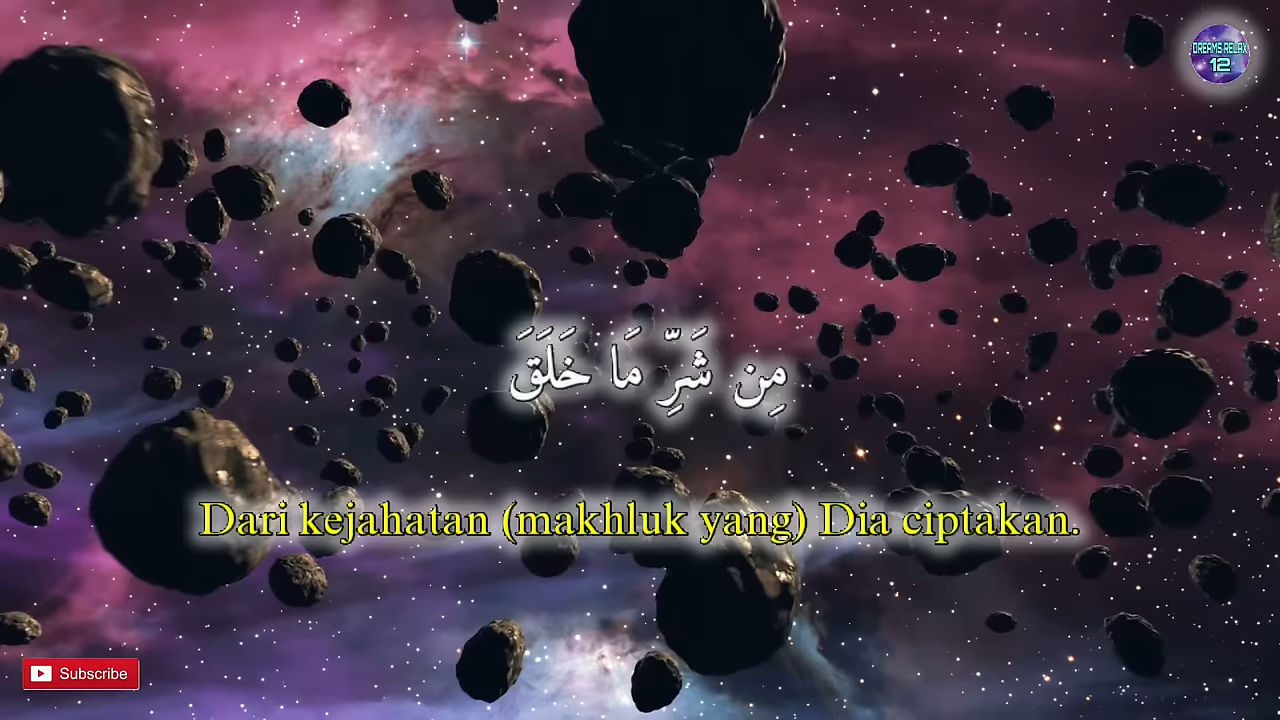 DREAMS RELAX
12
مِن شَرِّ مَا خَلَقَ
Dari kejahatan (makhluk yang) Dia ciptakan.
Subscribe